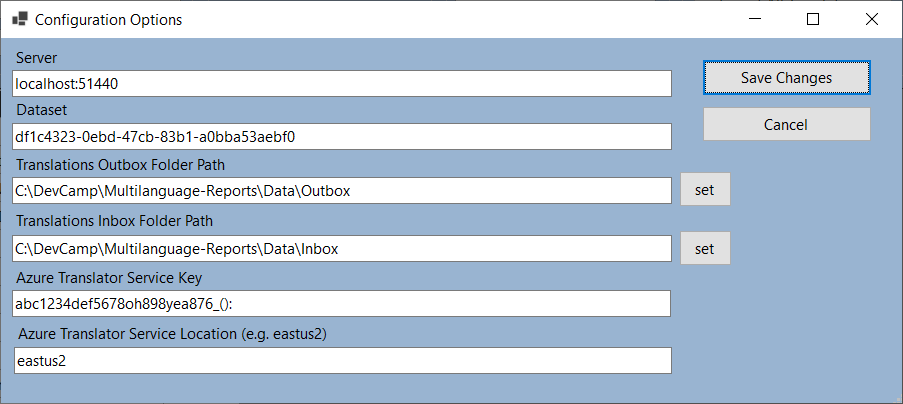 Configuration Options
Server
localhost:51440
Save Changes
Dataset
Cancel
df1c4323-0ebd-47cb-83b1-a0bba53aebf0
Translations Outbox Folder Path
C:\DevCamp\Multilanguage-Reports\Data\Outbox
set
Translations Inbox Folder Path
C:\DevCamp\Multilanguage-Reports\Data\Inbox
set
Azure Translator Service Key
abc1234def5678oh898yea876_():
Azure Translator Service Location (e.g. eastus2)
eastus2